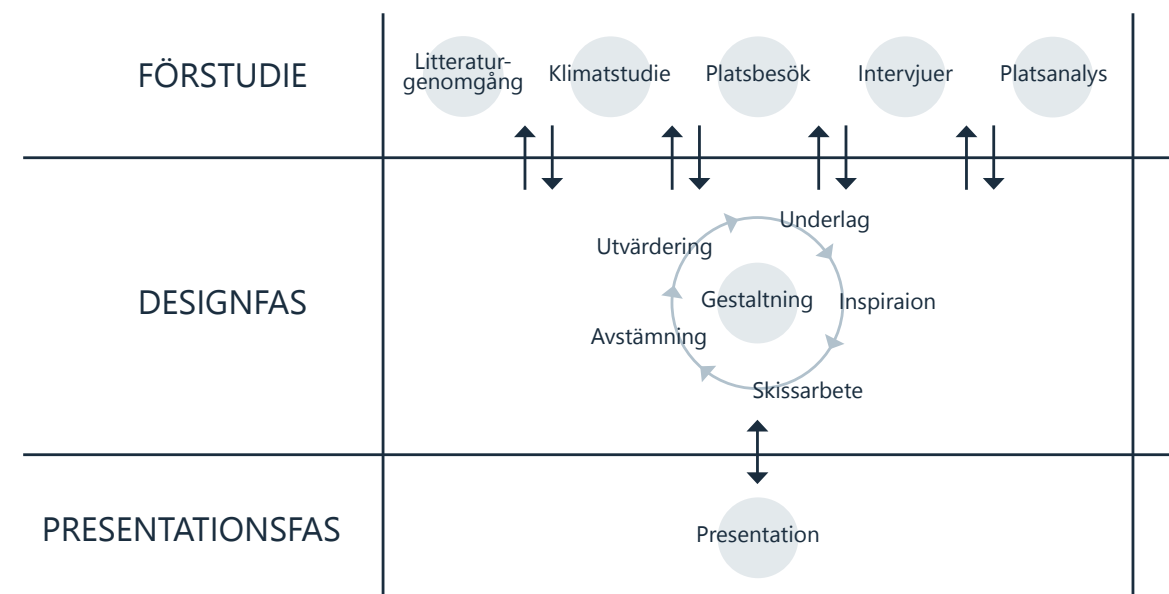 FÖRSTUDIE
Litteratur-
genomgång
Klimatstudie
Platsbesök
Intervjuer
Platsanalys
DESIGNFAS
Underlag
Utvärdering
Gestaltning
Inspiraion
Avstämning
Skissarbete
PRESENTATIONSFAS
Presentation